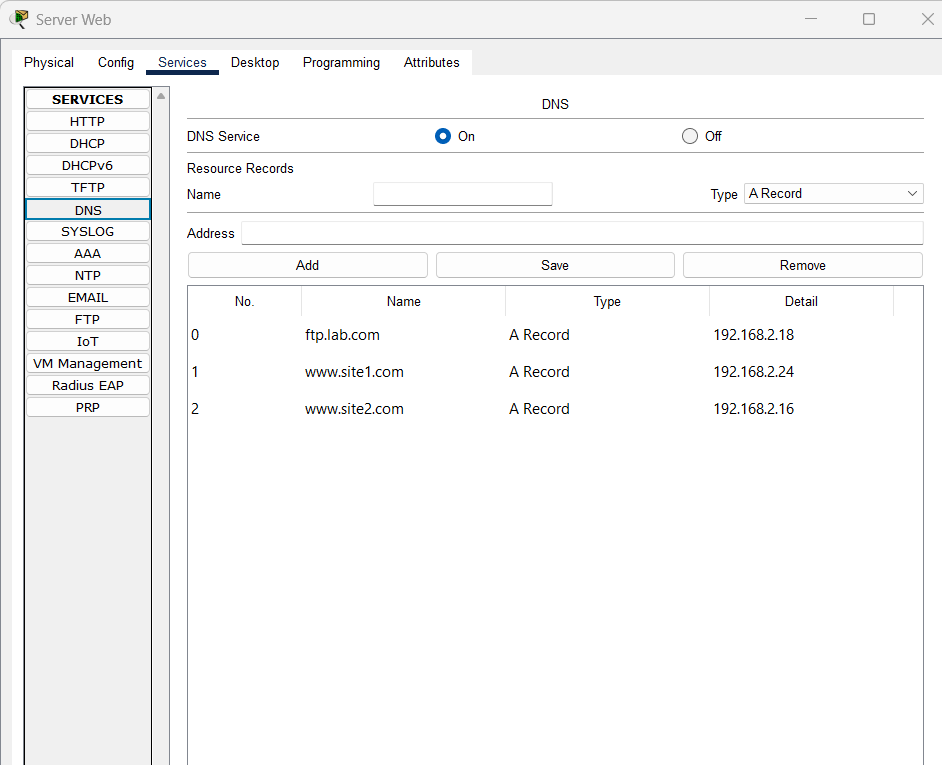 Server Web
Physical Config Services Desktop Programming Attributes
SERVICES
HTTP
DHCP
DHCPv6
TFTP
DNS
SYSLOG
AAA
NTP
EMAIL
FTP
IoT
VM Management
Radius EAP
PRP
DNS
DNS Service On Off
Resource Records
Name Type A Record
Address
Add Save Remove
No. Name Type Detail
0 ftp.lab.com A Record 192.168.2.18
1 www.site1.com A Record 192.168.2.24
2 www.site2.com A Record 192.168.2.16